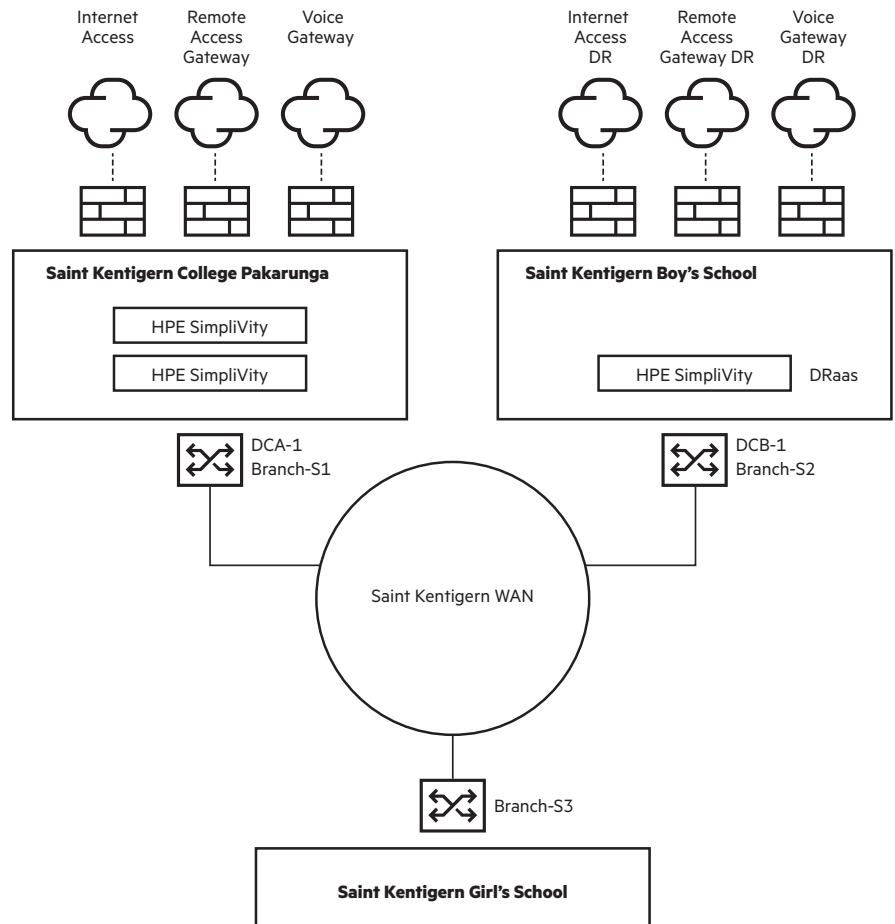 Internet
Access
Remote
Access
Gateway
Voice
Gateway
Internet
Access
DR
Remote
Access
Gateway DR
Voice
Gateway
DR
Saint Kentigern College Pakarunga
HPE SimpliVity
HPE SimpliVity
Saint Kentigern Boy's School
HPE SimpliVity
DRaas
DCA-1
Branch-S1
DCB-1
Branch-S2
Saint Kentigern WAN
Branch-S3
Saint Kentigern Girl's School